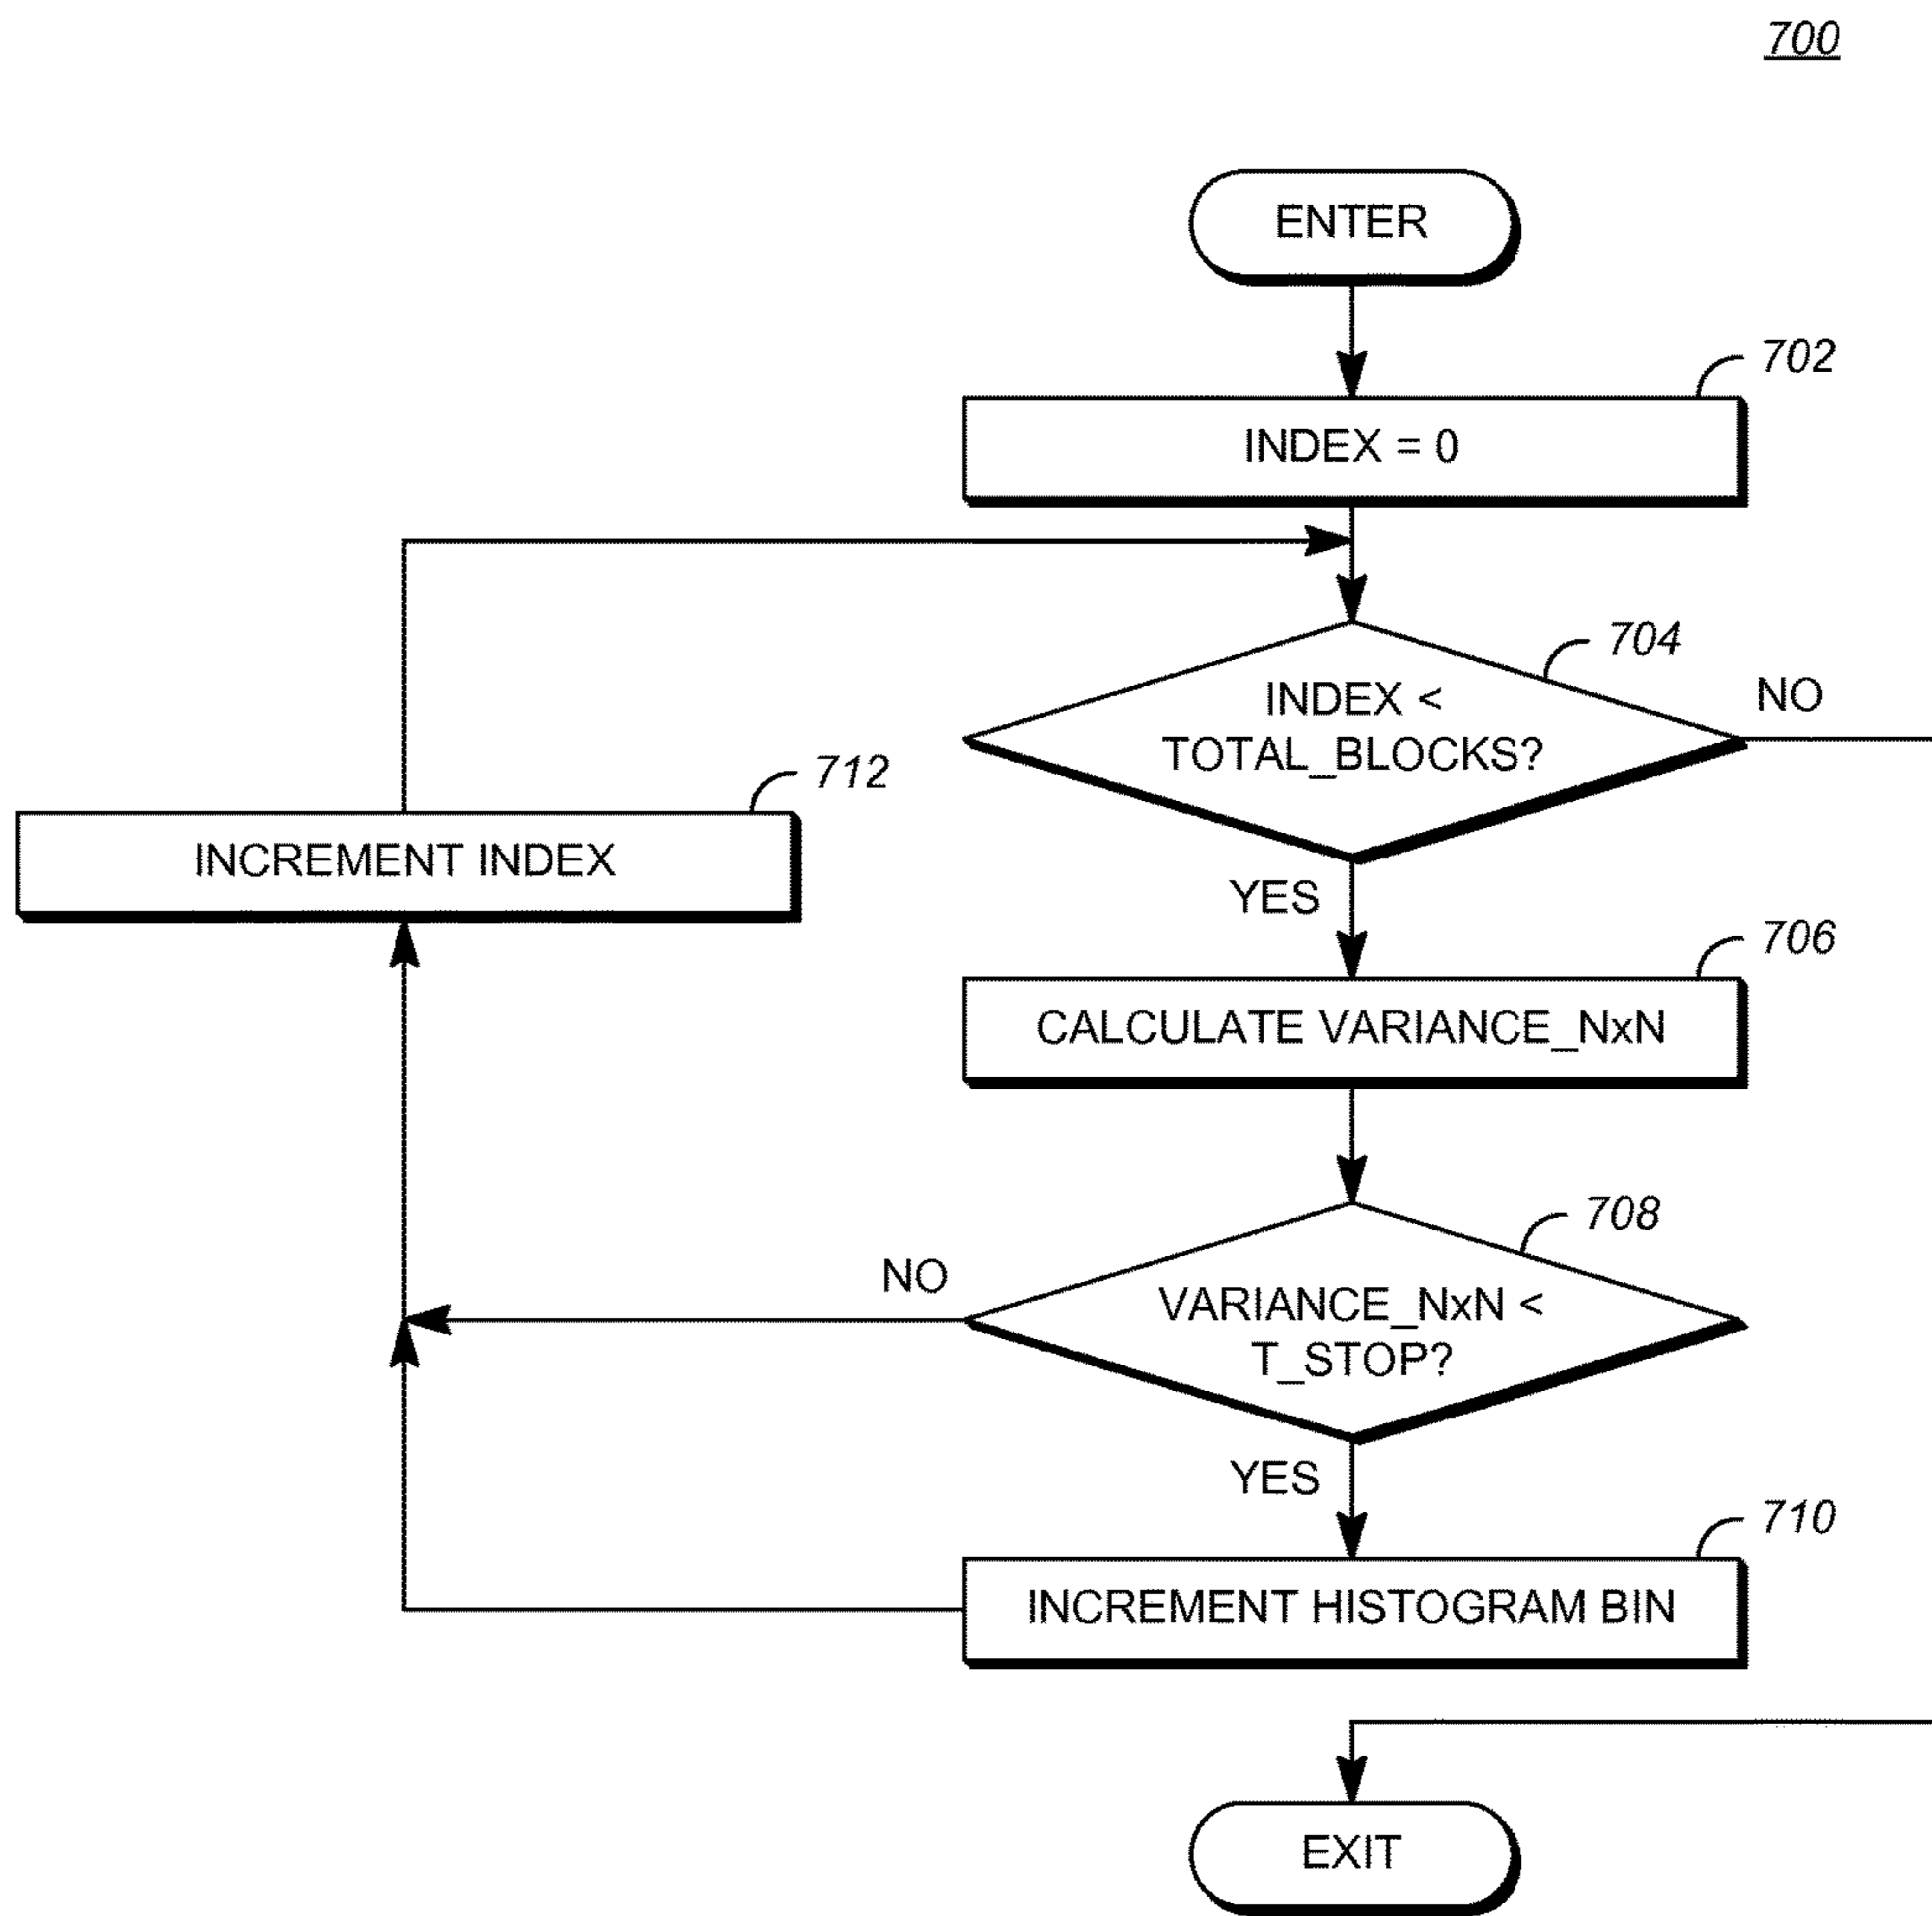 700
ENTER
702
INDEX = 0
704
INDEX <
TOTAL_BLOCKS?
NO
712
INCREMENT INDEX
YES
706
CALCULATE VARIANCE_NxN
708
NO
VARIANCE_NxN <
T_STOP?
YES
710
INCREMENT HISTOGRAM BIN
EXIT